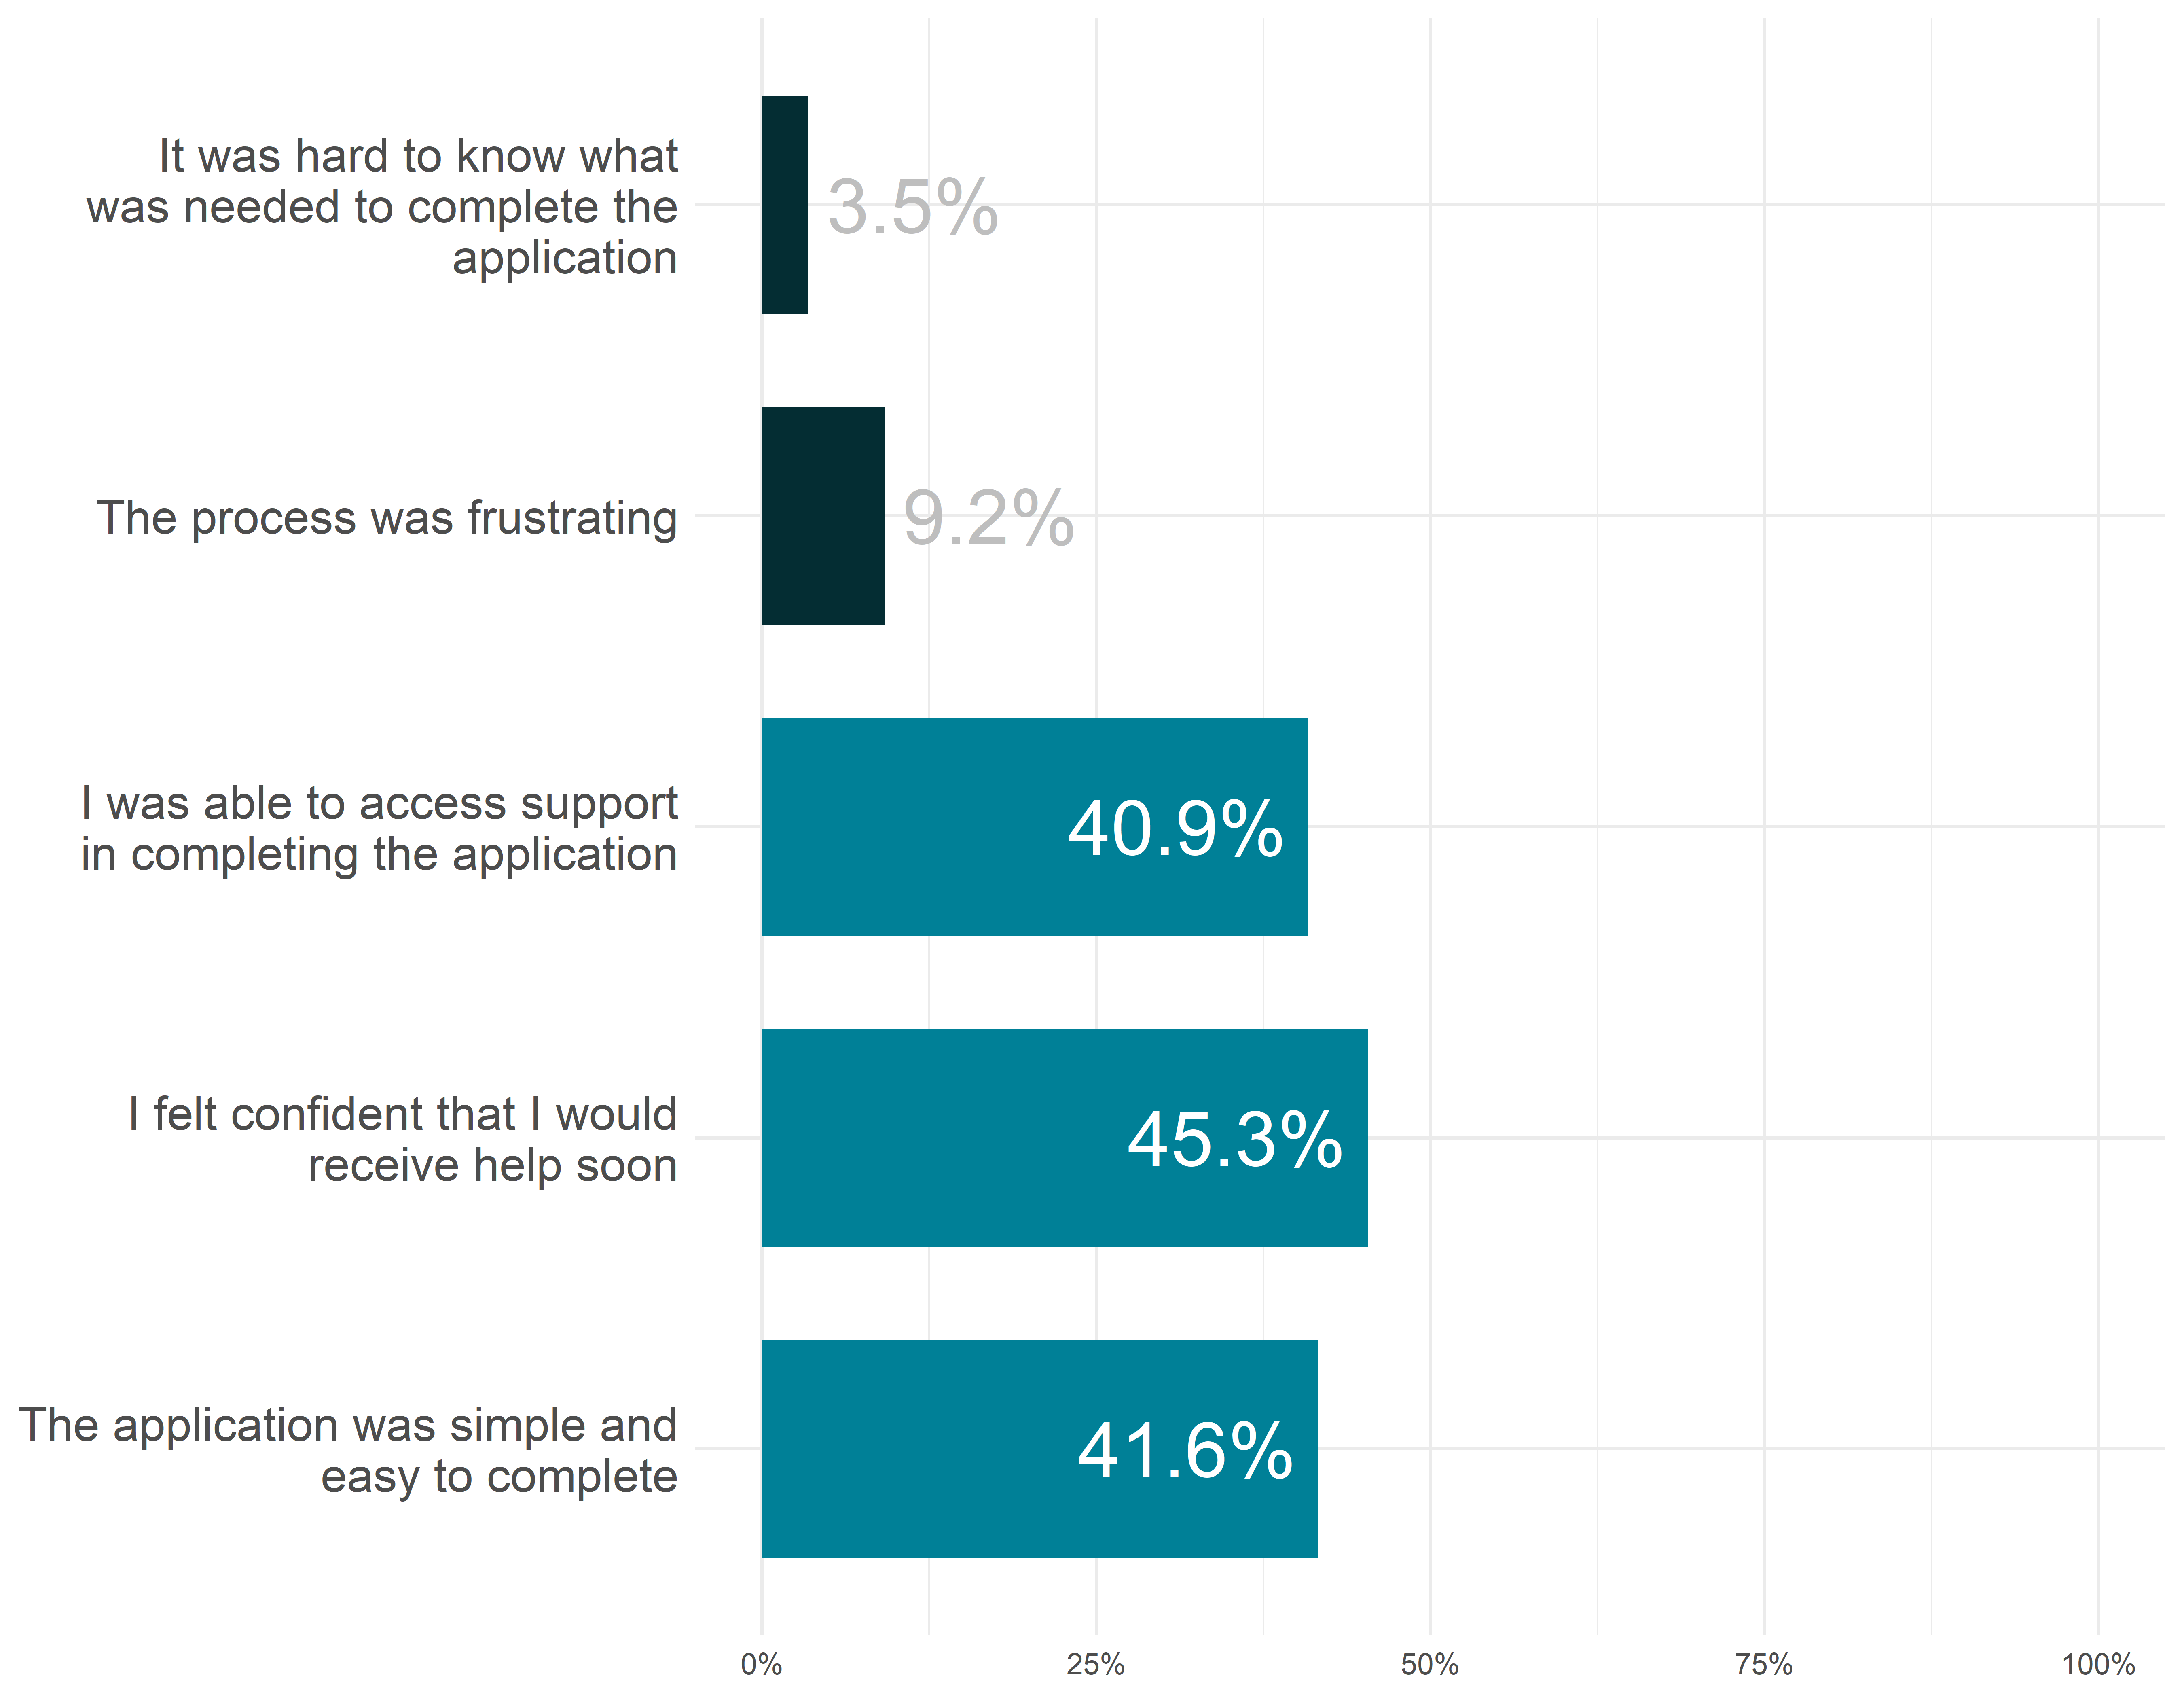 It was hard to know what
was needed to complete the
application
3.5%
The process was frustrating
9.2%
I was able to access support
in completing the application
40.9%
I felt confident that I would
receive help soon
45.3%
The application was simple and
easy to complete
41.6%
0% 25% 50% 75% 100%